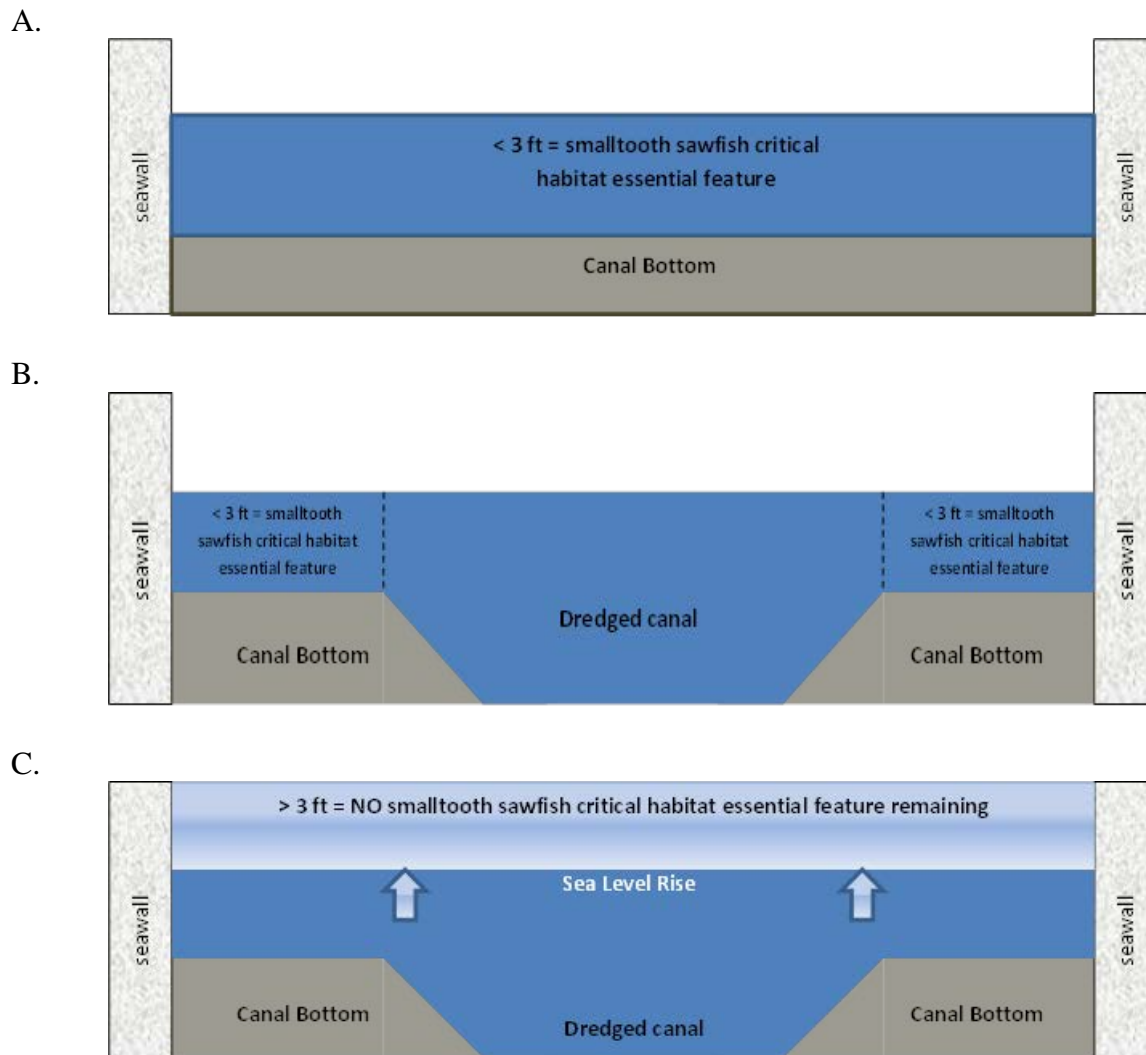 A.
seawall
< 3 ft = smalltooth sawfish critical
habitat essential feature
Canal Bottom
seawall
B.
seawall
< 3 ft = smalltooth
sawfish critical habitat
essential feature
Canal Bottom
Dredged canal
< 3 ft = smalltooth
sawfish critical habitat
essential feature
Canal Bottom
seawall
C.
seawall
> 3 ft = NO smalltooth sawfish critical habitat essential feature remaining
Sea Level Rise
Canal Bottom
Dredged canal
Canal Bottom
seawall